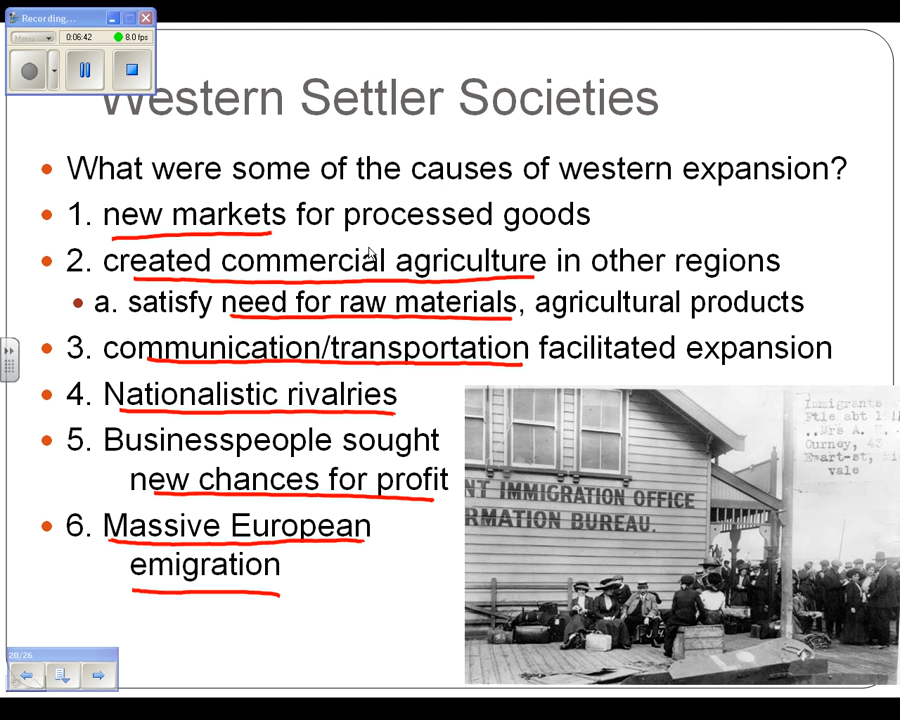 Recording...
Menu
0:06:42
8.0 fps
Western Settler Societies
What were some of the causes of western expansion?
1. new markets for processed goods
2. created commercial agriculture in other regions
a. satisfy need for raw materials, agricultural products
3. communication/transportation facilitated expansion
4. Nationalistic rivalries
5. Businesspeople sought
new chances for profit
6. Massive European
emigration
Immigrants
Ftle abt
..Mrs A.
Gurney, 43
Ewart-st,
vale
NT IMMIGRATION OFFICE
RMATION BUREAU.
20/26